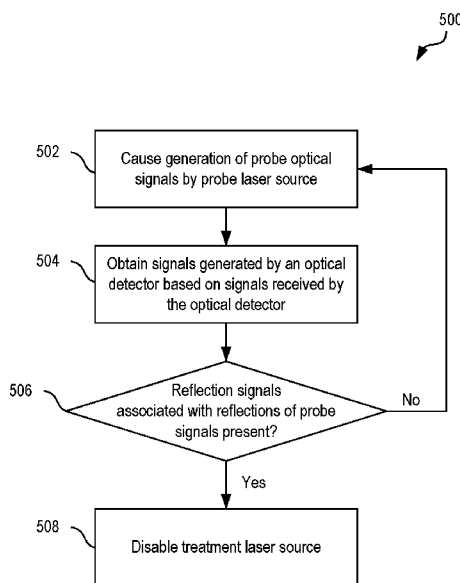 500
502
Cause generation of probe optical
signals by probe laser source
504
Obtain signals generated by an optical
detector based on signals received by
the optical detector
506
Reflection signals
associated with reflections of probe
signals present?
No
Yes
508
Disable treatment laser source